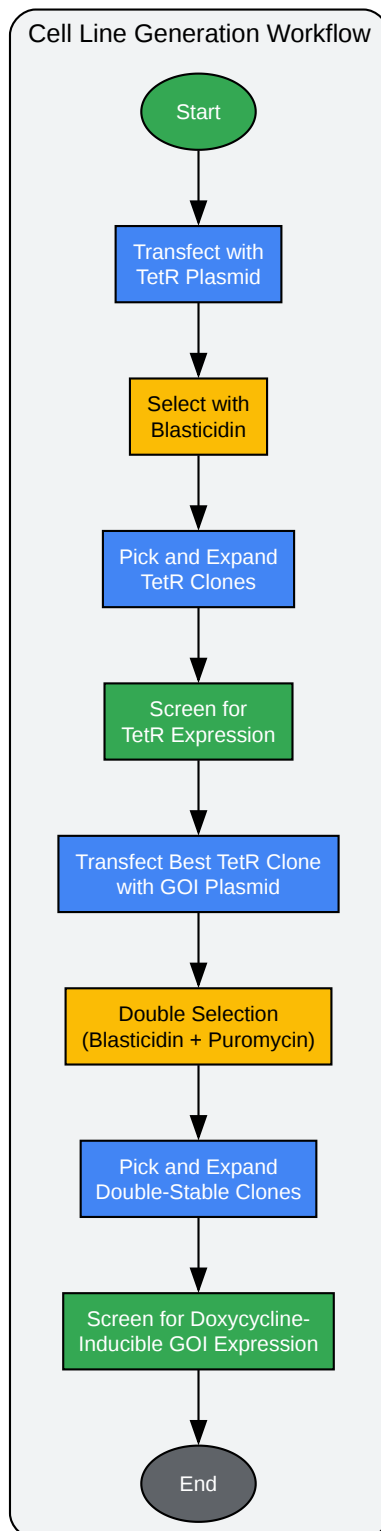 Cell Line Generation Workflow
Start
Transfect with
TetR Plasmid
Select with
Blasticidin
Pick and Expand
TetR Clones
Screen for
TetR Expression
Transfect Best TetR Clone
with GOI Plasmid
Double Selection
(Blasticidin + Puromycin)
Pick and Expand
Double-Stable Clones
Screen for Doxycycline-
Inducible GOI Expression
End